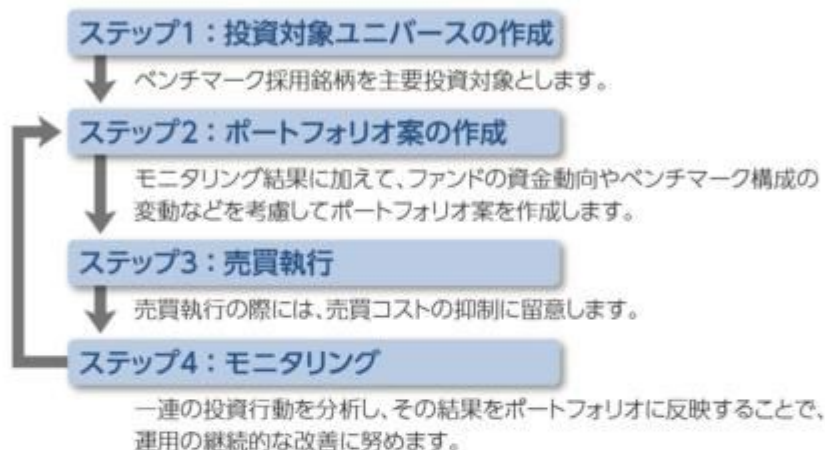 ステップ1：投資対象ユニバースの作成
ベンチマーク採用銘柄を主要投資対象とします。
ステップ2：ポートフォリオ案の作成
モニタリング結果に加えて、ファンドの資金動向やベンチマーク構成の
変動などを考慮してポートフォリオ案を作成します。
ステップ3：売買執行
売買執行の際には、売買コストの抑制に留意します。
ステップ4：モニタリング
一連の投資行動を分析し、その結果をポートフォリオに反映することで、
運用の継続的な改善に努めます。